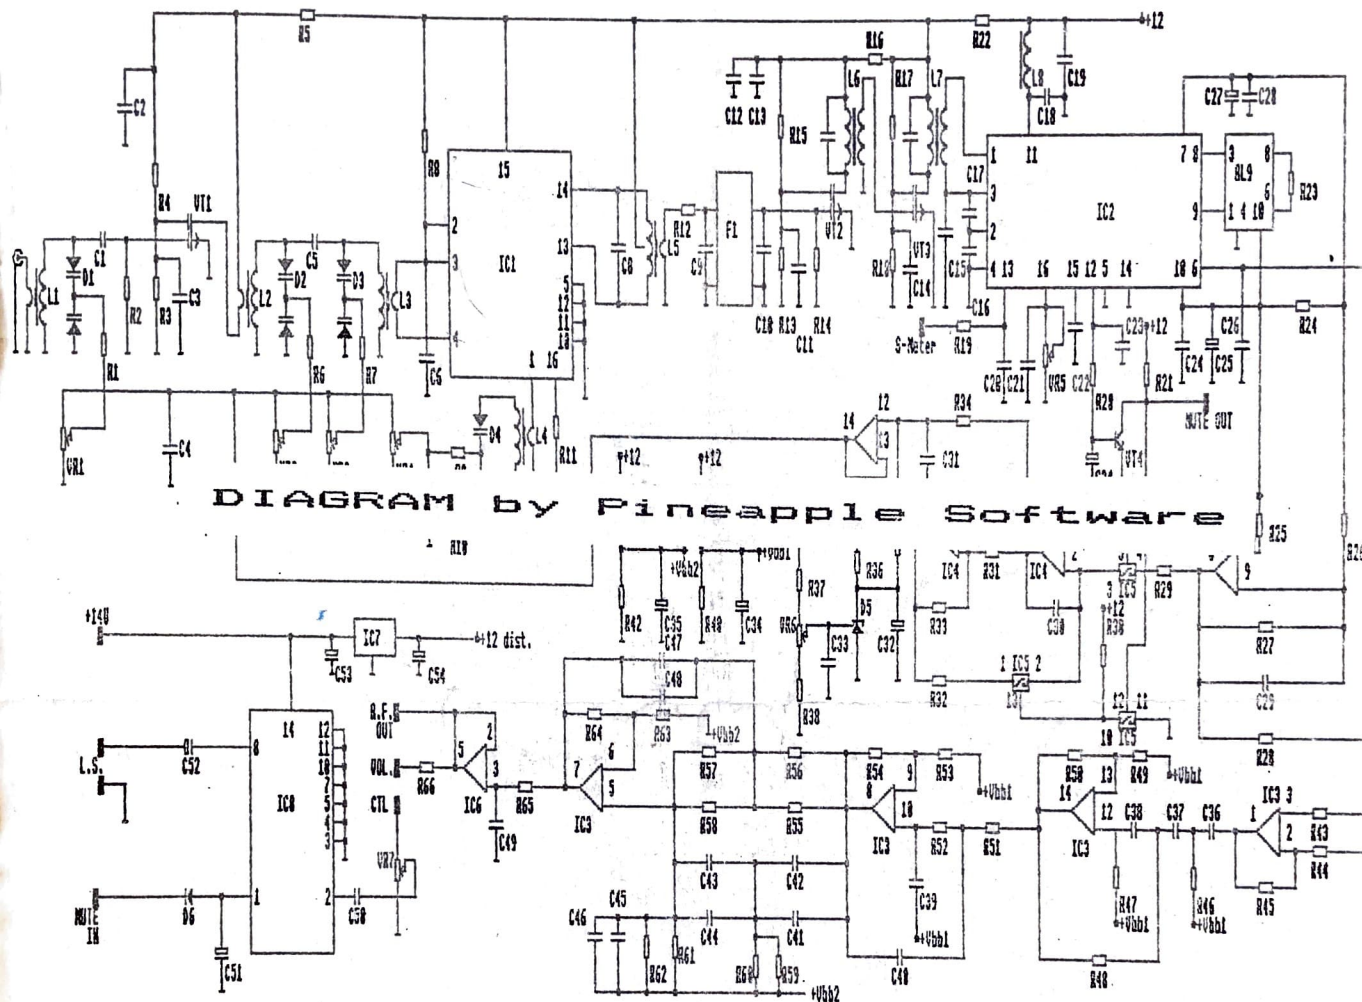 R5
R16
R22
+12
C2
R8
15
C12 C13
R15
L6
R17
L7
L8
C19
C18
C27
C28
R4
VT1
14
2
13
3
IC1
5
12
11
4
1 16
C1
D1
L1
R2
R3
C3
L2
D2
C5
D3
L3
C6
C8
L5
R12
C9
F1
C10
R13
C11
R14
VT2
R18
VT3
C14
C17
C15
C16
1
11
7
8
3
2
4
IC2
9
13
16
15 12 5
14
10 6
3
8
BL9
6
1 4 10
R23
R1
R6
R7
S-Meter
R19
C20
C21
VR5
C22
R20
C23
+12
R21
C24
C25
C26
R24
MUTE OUT
VT4
VR1
C4
D4
L4
R11
+12
+12
14
12
13
R34
C31
DIAGRAM by Pineapple Software
R10
+Vbb2
+Vbb1
R42
C35
R40
C34
R37
VR6
R38
D5
R36
C33
C32
IC4
R31
IC4
R33
C30
R32
1 IC5 2
13
3 IC5
+12
R30
R29
9
R25
R27
C29
R28
12 11
10 IC5
+14V
IC7
C53
C54
+12 dist.
C47
C48
R64
R63
+Vbb2
14
8
12
11
10
7
5
4
3
1
2
IC8
C52
L.S.
MUTE
IN
D6
C51
C50
R.F.
OUT
VOL.
CTL
VR7
R66
5
2
3
IC6
R65
C49
7
6
5
IC3
R57
R56
R58
R55
C43
C42
C44
C41
C45
C46
R62
R61
R60
R59
+Vbb2
R54
R53
+Vbb1
8
9
10
IC3
R52
R51
C39
+Vbb1
C40
R50
R49
+Vbb1
14
13
12
IC3
C38
C37
C36
R47
+Vbb1
R46
+Vbb1
R48
1
IC3 3
2
R43
R44
R45